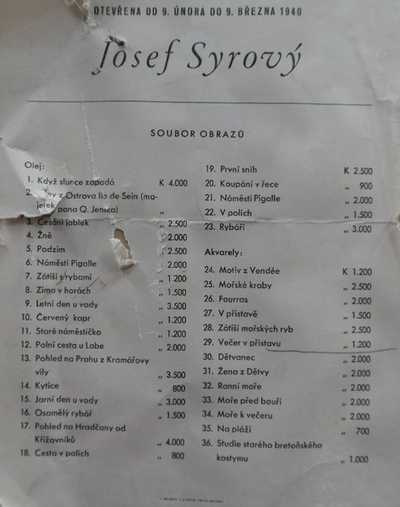 OTEVŘENA OD 9. ÚNORA DO 9. BŘEZNA 1940
Josef Syrový
SOUBOR OBRAZŮ
Olej:
1. Když slunce zapadá K 4.000
2. z Ostrova Ile de Sein (ma-
jetek pana Q. Jeníčka) „
3. Česání jablek „ 2.500
4. Žně 2.000
5. Podzim „ 2.500
6. Náměstí Pigalle „ 2.000
7. Zátiší s rybami „ 1.200
8. Zima v horách „ 1.500
9. Letní den u vody „ 3.500
10. Červený kapr „ 1.200
11. Staré náměstíčko „ 1.200
12. Polní cesta u Labe „ 2.000
13. Pohled na Prahu z Kramářovy
vily „ 3.500
14. Kytice „ 800
15. Jarní den u vody „ 3.000
16. Osamělý rybář „ 1.500
17. Pohled na Hradčany od
Křižovníků „ 4.000
18. Cesta v polích „ 800
19. První sníh K 2.500
20. Koupání v řece „ 900
21. Náměstí Pigalle „ 2.000
22. V polích „ 1.500
23. Rybáři „ 3.000
Akvarely:
24. Motiv z Vendée K 1.200
25. Mořské kraby „ 2.500
26. Fourras „ 2.000
27. V přístavě „ 1.500
28. Zátiší mořských ryb „ 2.500
29. Večer v přístavu „ 1.200
30. Dětvanec „ 2.000
31. Žena z Dětvy „ 2.000
32. Ranní moře „ 2.000
33. Moře před bouří „ 2.000
34. Moře k večeru „ 2.000
35. Na pláži „ 700
36. Studie starého bretoňského
kostymu „ 1.000